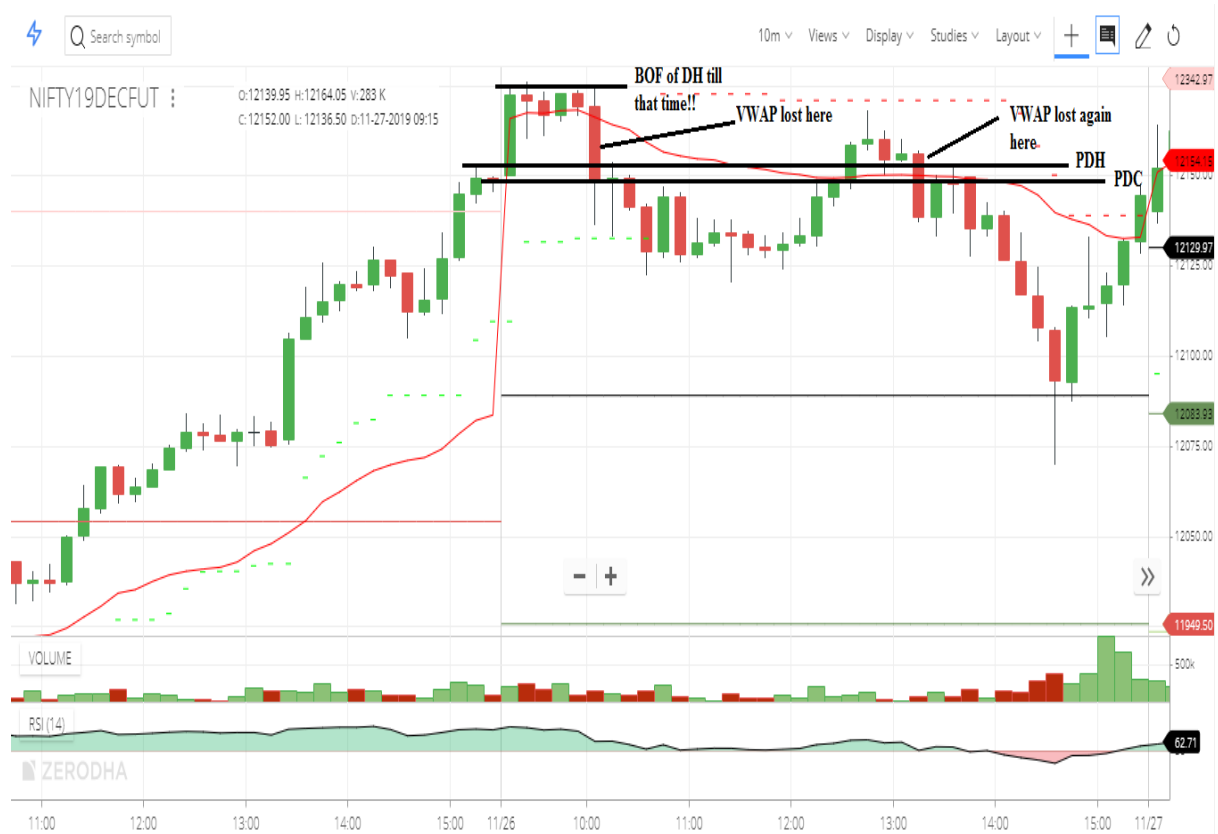 Search symbol
10m Views Display Studies Layout
NIFTY19DECFUT
O:12139.95 H:12164.05 V:283 K
C:12152.00 L: 12136.50 D:11-27-2019 09:15
BOF of DH till
that time!!
VWAP lost here
VWAP lost again
here
PDH
PDC
12342.97
12154.15
12150.00
12129.97
12125.00
12100.00
12083.93
12075.00
12050.00
11949.50
VOLUME
500k
RSI (14)
62.71
ZERODHA
11:00 12:00 13:00 14:00 15:00 11/26 10:00 11:00 12:00 13:00 14:00 15:00 11/27